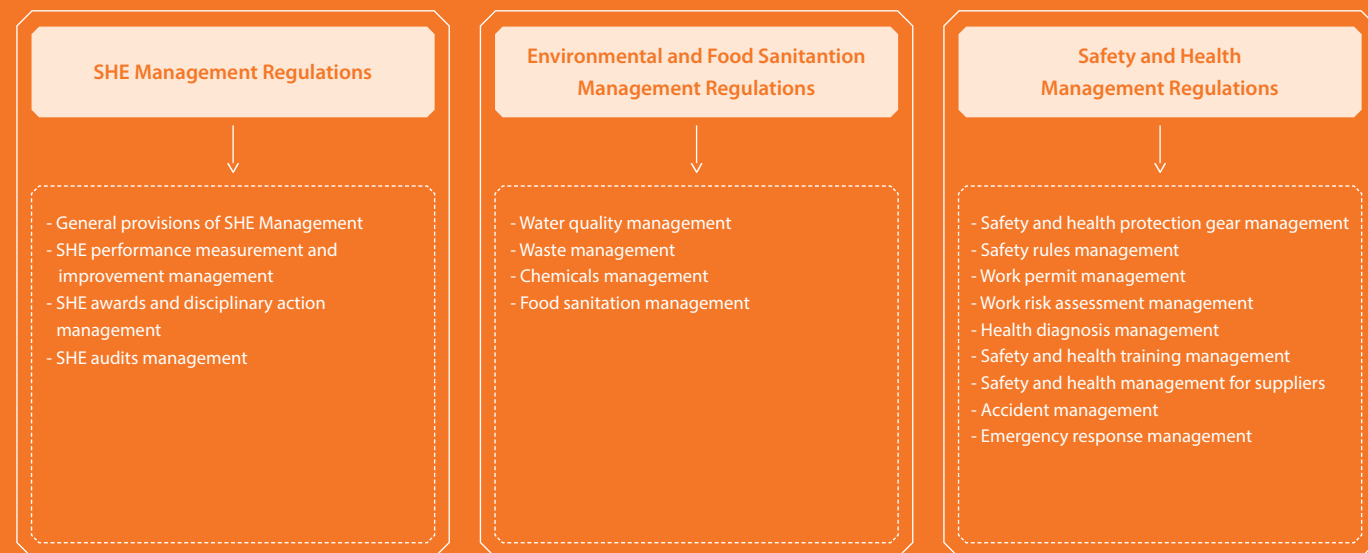 SHE Management Regulations
- General provisions of SHE Management
- SHE performance measurement and
improvement management
- SHE awards and disciplinary action
management
- SHE audits management
Environmental and Food Sanitantion
Management Regulations
- Water quality management
- Waste management
- Chemicals management
- Food sanitation management
Safety and Health
Management Regulations
- Safety and health protection gear management
- Safety rules management
- Work permit management
- Work risk assessment management
- Health diagnosis management
- Safety and health training management
- Safety and health management for suppliers
- Accident management
- Emergency response management